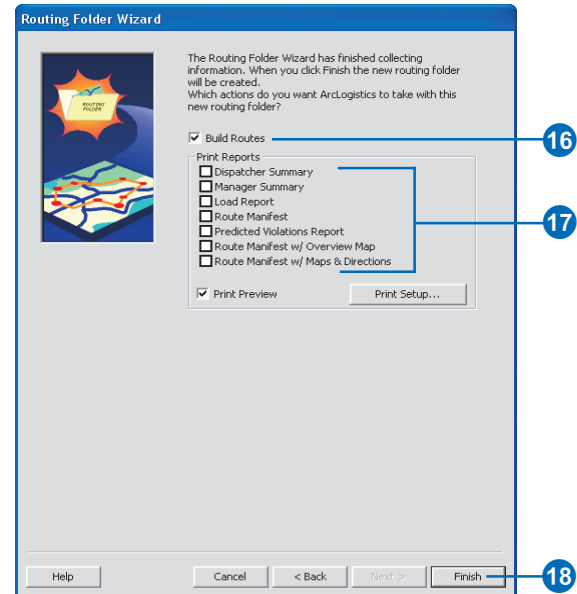 Routing Folder Wizard
ROUTING
FOLDER
The Routing Folder Wizard has finished collecting
information. When you click Finish the new routing folder
will be created.
Which actions do you want ArcLogistics to take with this
new routing folder?
Build Routes
16
Print Reports
Dispatcher Summary
Manager Summary
Load Report
Route Manifest
Predicted Violations Report
Route Manifest w/ Overview Map
Route Manifest w/ Maps & Directions
17
Print Preview
Print Setup...
Help
Cancel
< Back
Next >
Finish
18